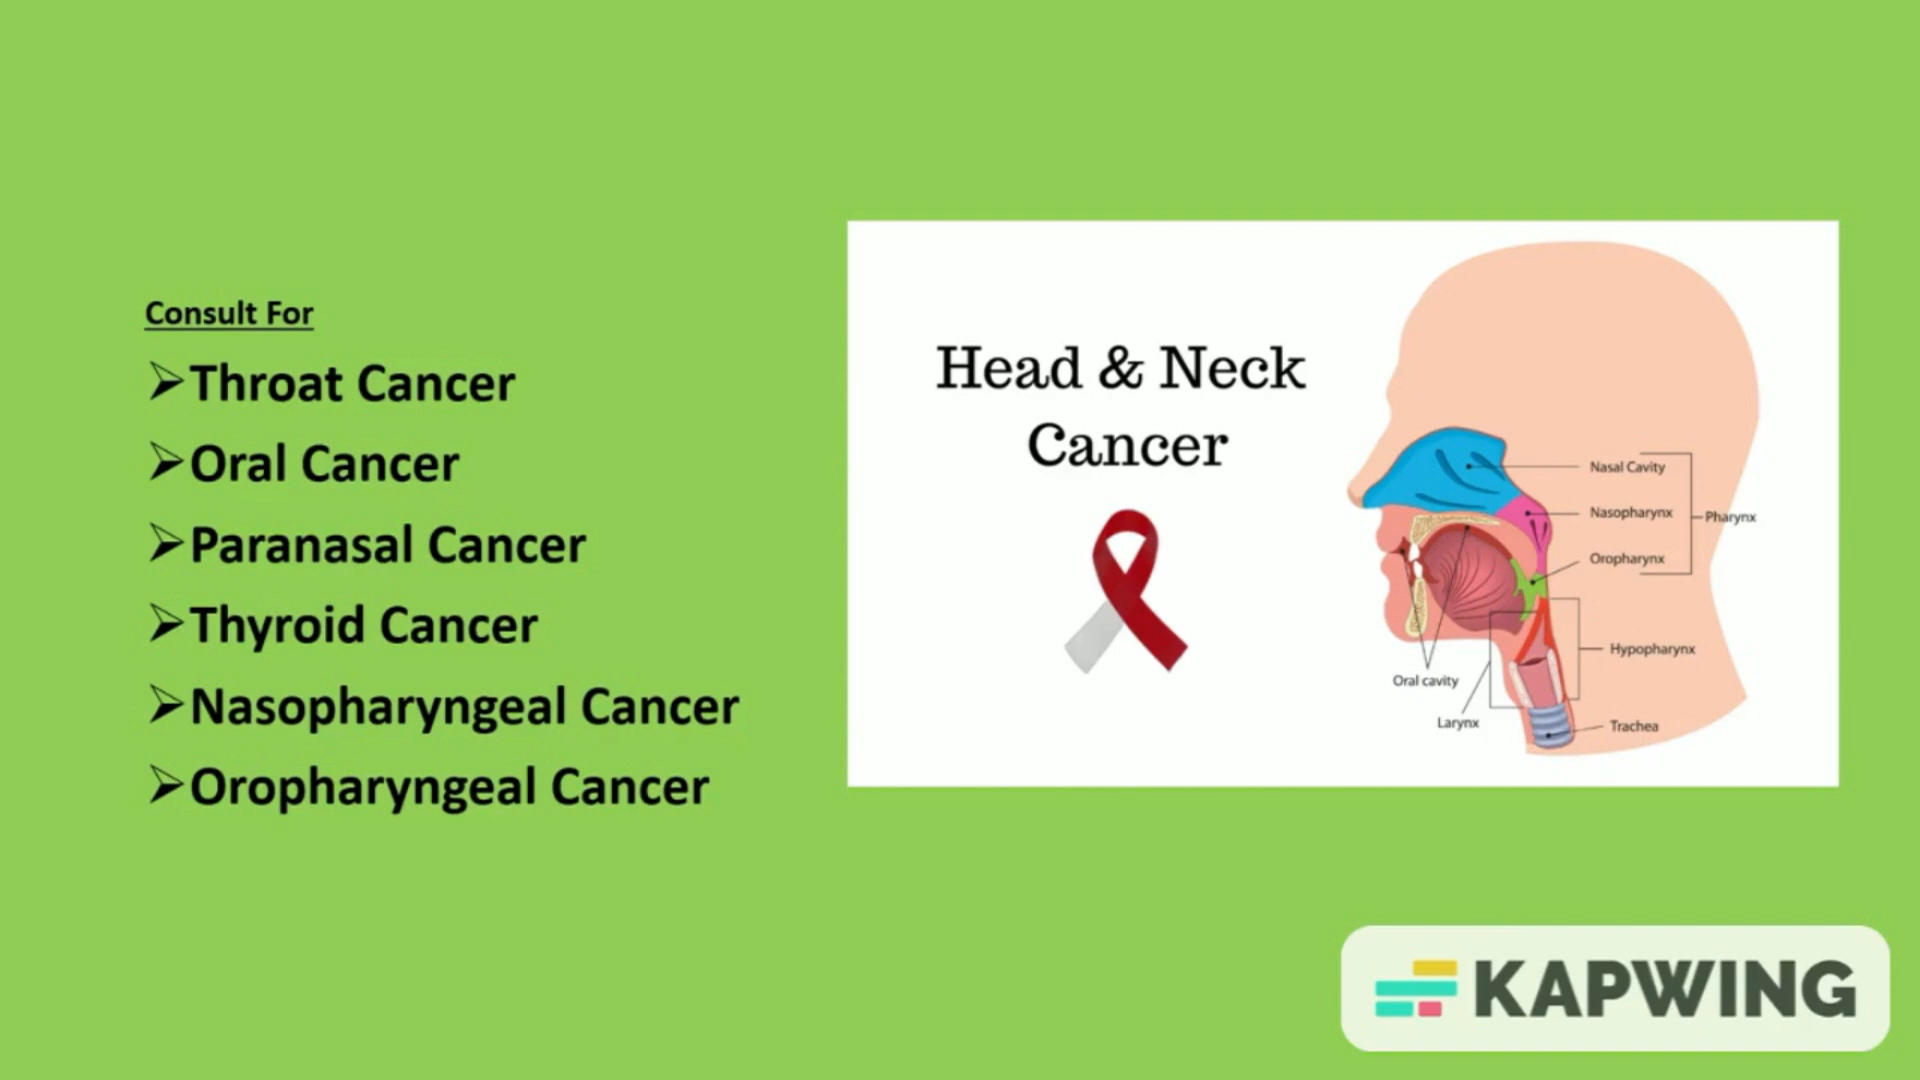 Consult For
Throat Cancer
Oral Cancer
Paranasal Cancer
Thyroid Cancer
Nasopharyngeal Cancer
Oropharyngeal Cancer
Head & Neck
Cancer
Nasal Cavity
Nasopharynx
Pharynx
Oropharynx
Hypopharynx
Oral cavity
Larynx
Trachea
KAPWING